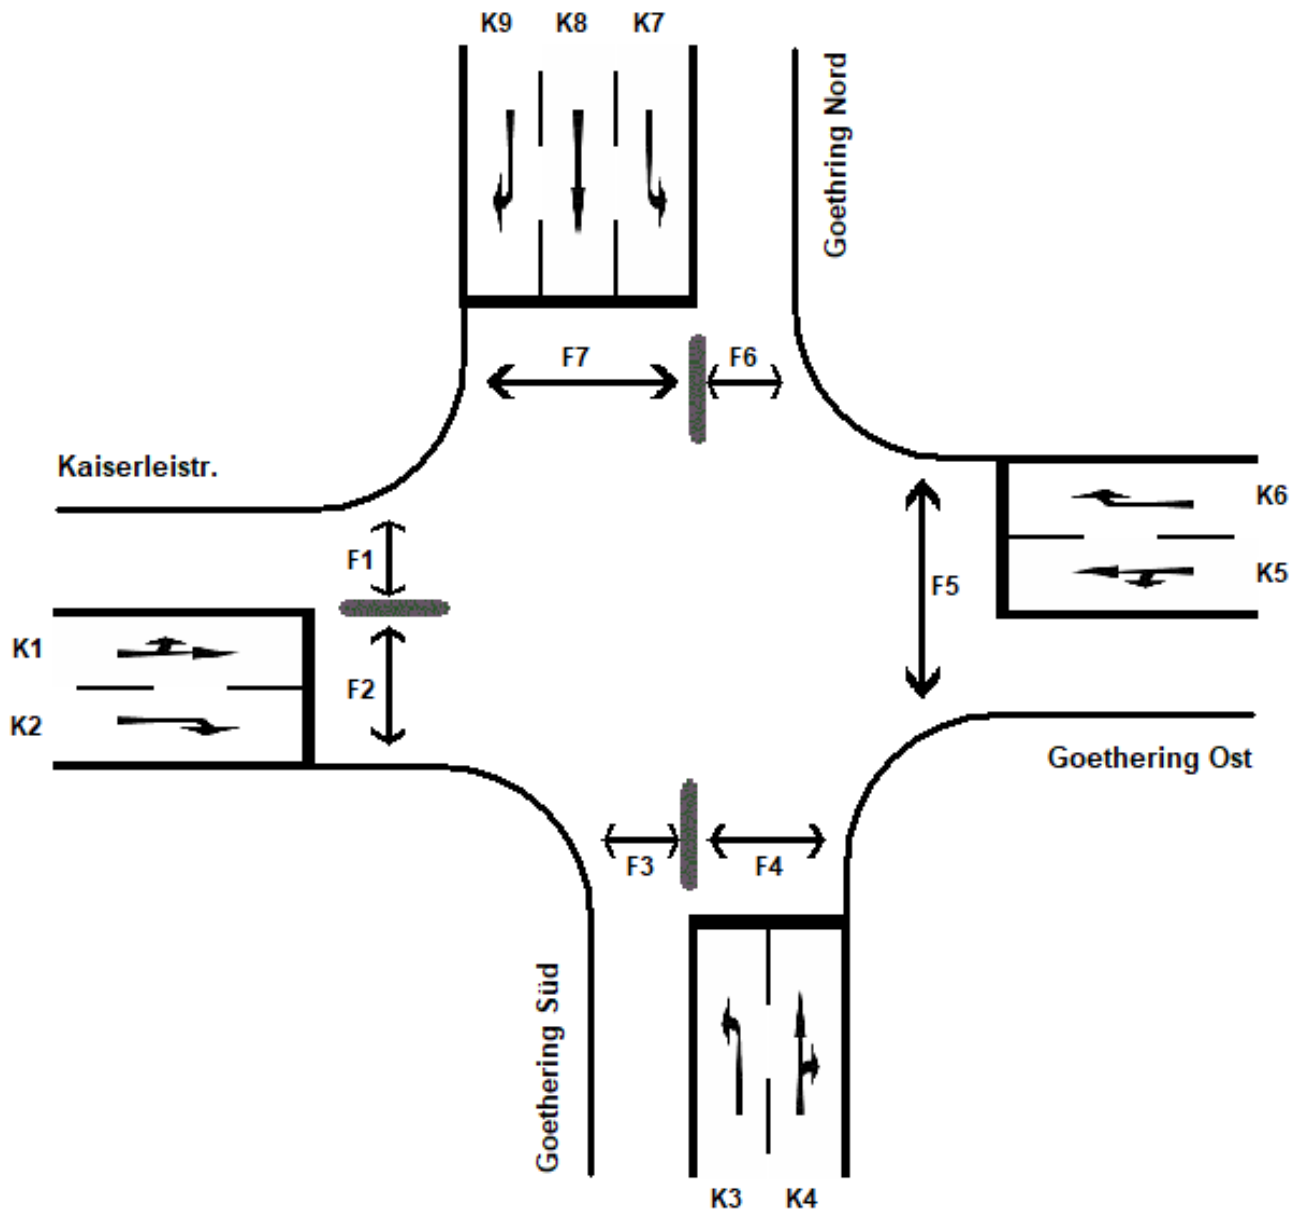 K9 K8 K7
Goethring Nord
F7 F6
Kaiserleistr.
K6
F1
K5
F5
K1
F2
K2
Goethering Ost
F3 F4
Goethering Süd
K3 K4